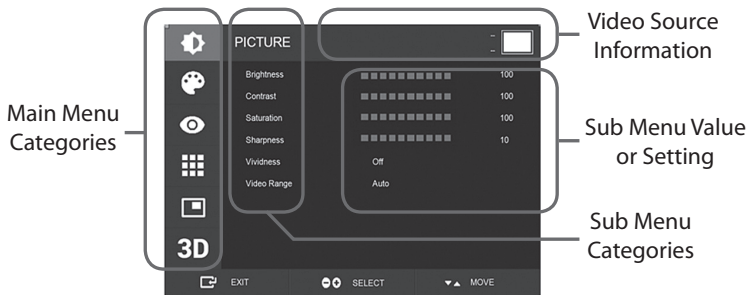 Video Source
Information
PICTURE
Brightness 100
Contrast 100
Saturation 100
Sharpness 10
Vividness Off
Video Range Auto
3D
EXIT SELECT MOVE
Main Menu
Categories
Sub Menu Value
or Setting
Sub Menu
Categories